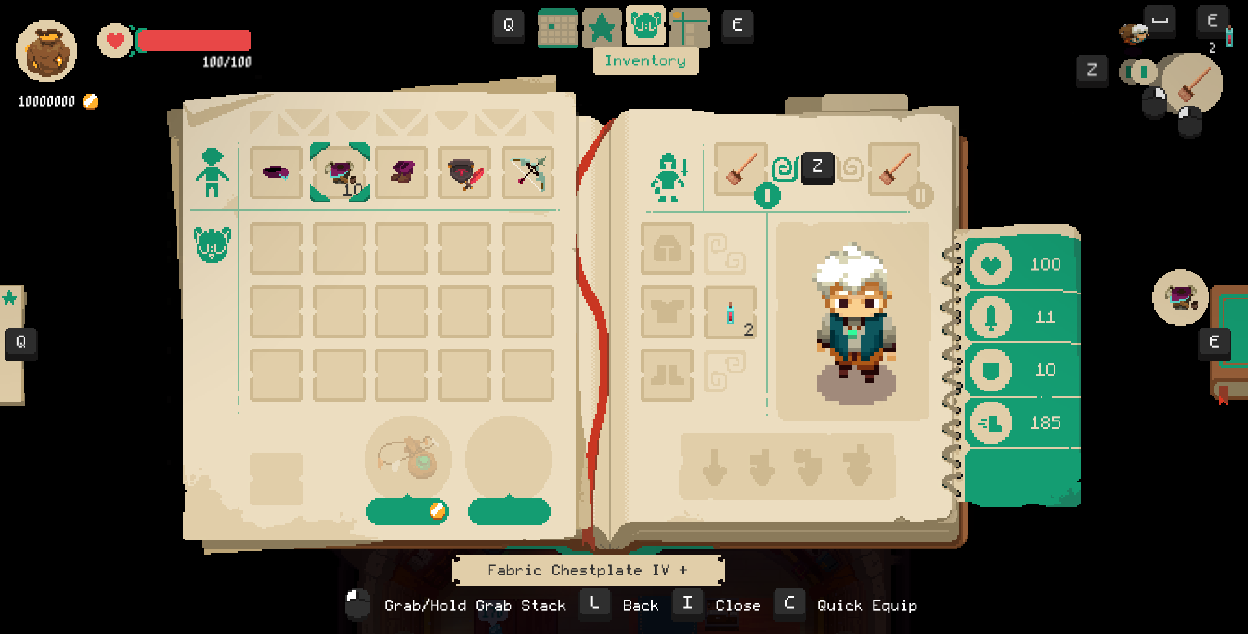 Q
E
Inventory
100/100
10000000
E
2
Z
10
Z
2
100
11
10
185
Q
E
Fabric Chestplate IV +
Grab/Hold Grab Stack L Back I Close C Quick Equip